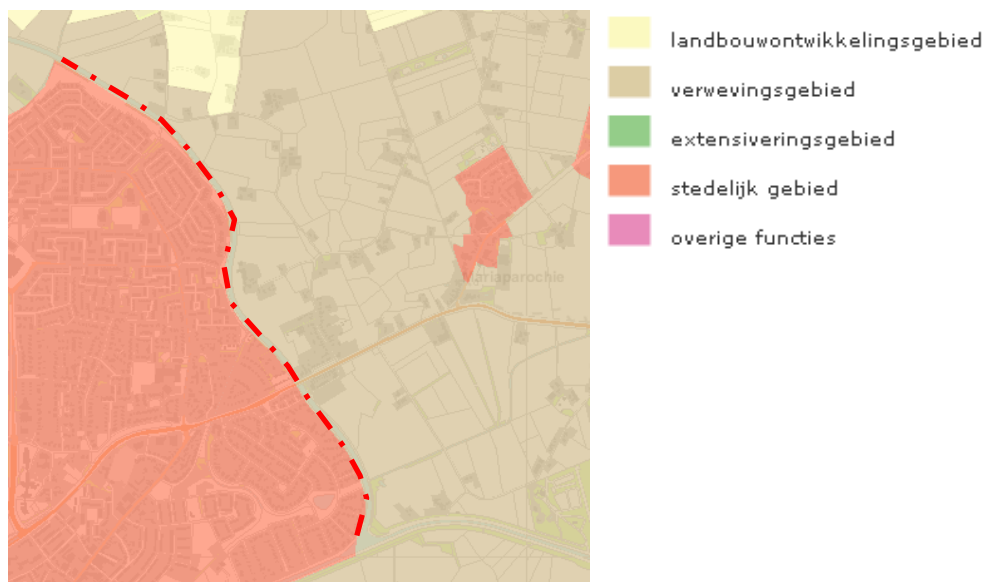 landbouwontwikkelingsgebied
verwevingsgebied
extensiveringsgebied
stedelijk gebied
overige functies
Mariaparochie